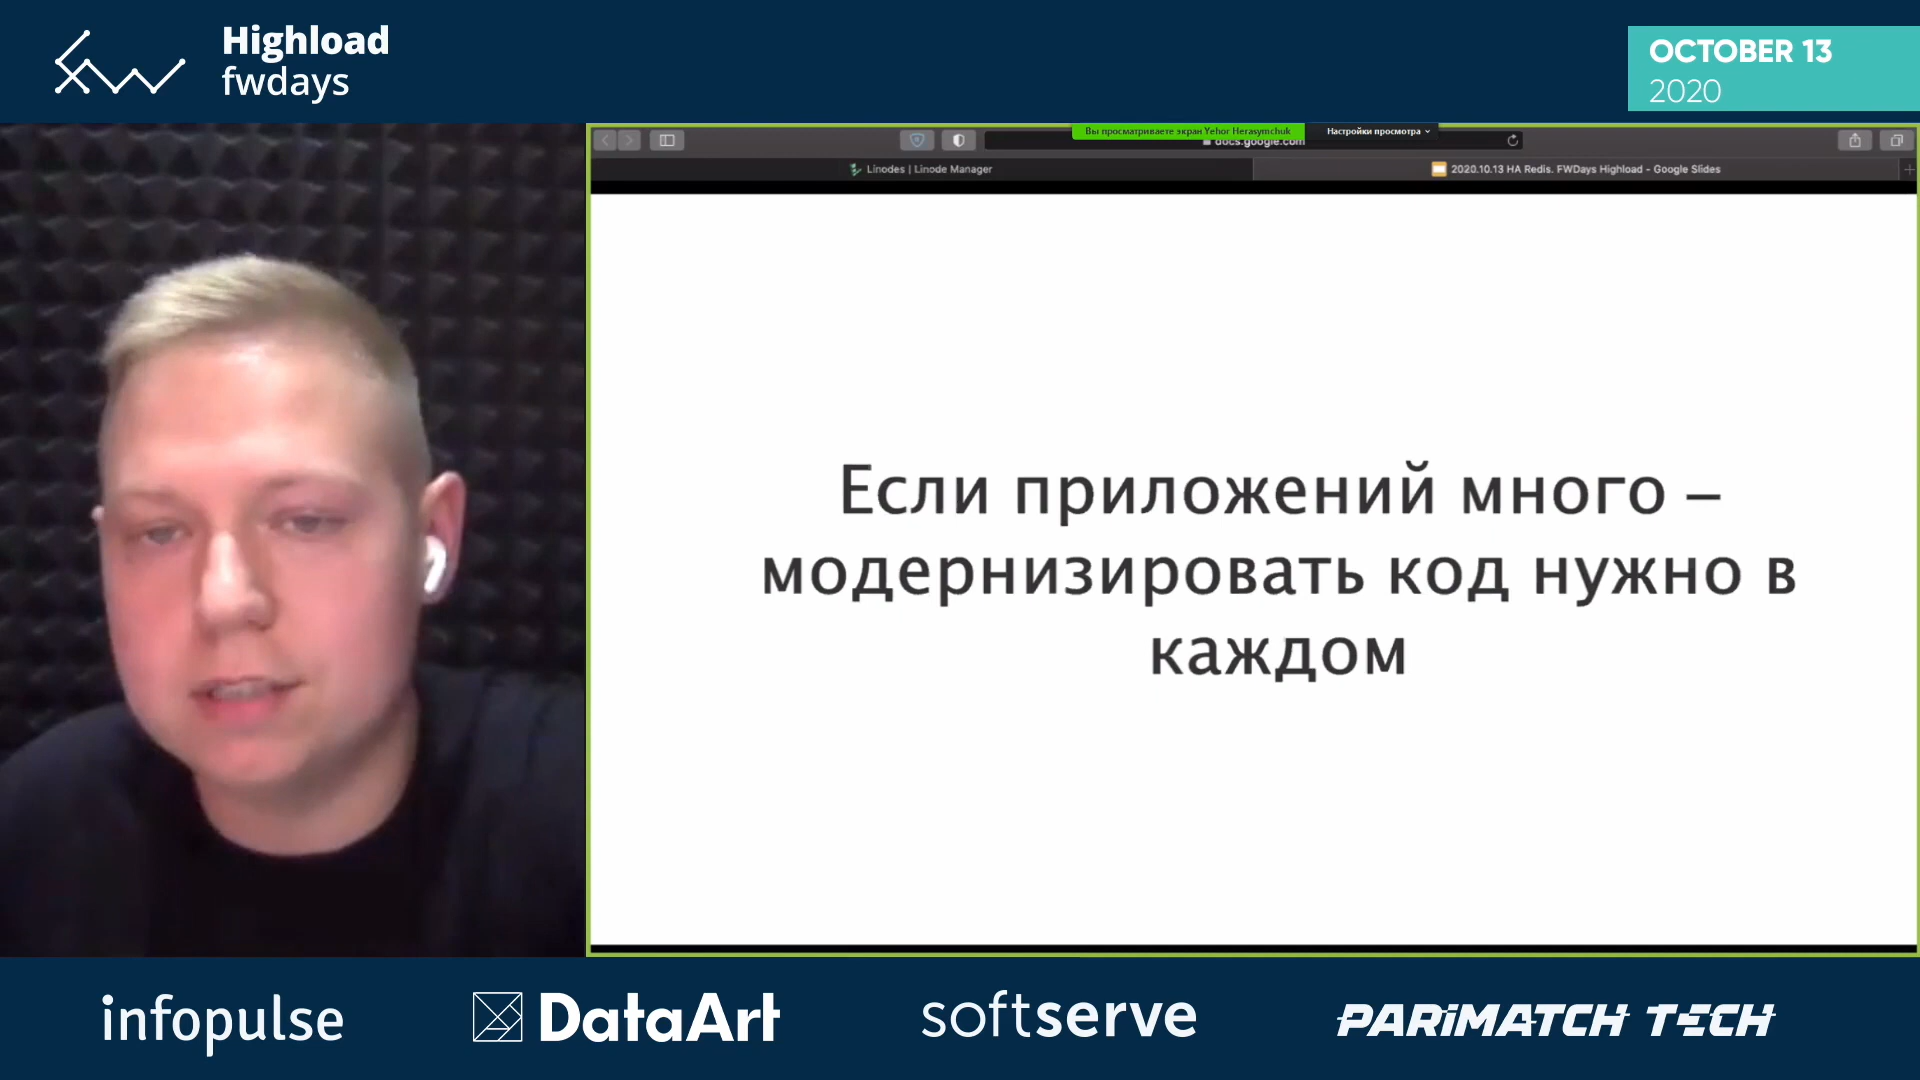 Highload
fwdays
OCTOBER 13
2020
Вы просматриваете экран Yehor Herasymchuk
Настройки просмотра
docs.google.com
Linodes | Linode Manager
2020.10.13 HA Redis. FWDays Highload - Google Slides
Если приложений много –
модернизировать код нужно в
каждом
infopulse
DataArt
softserve
PARIMATCH TECH